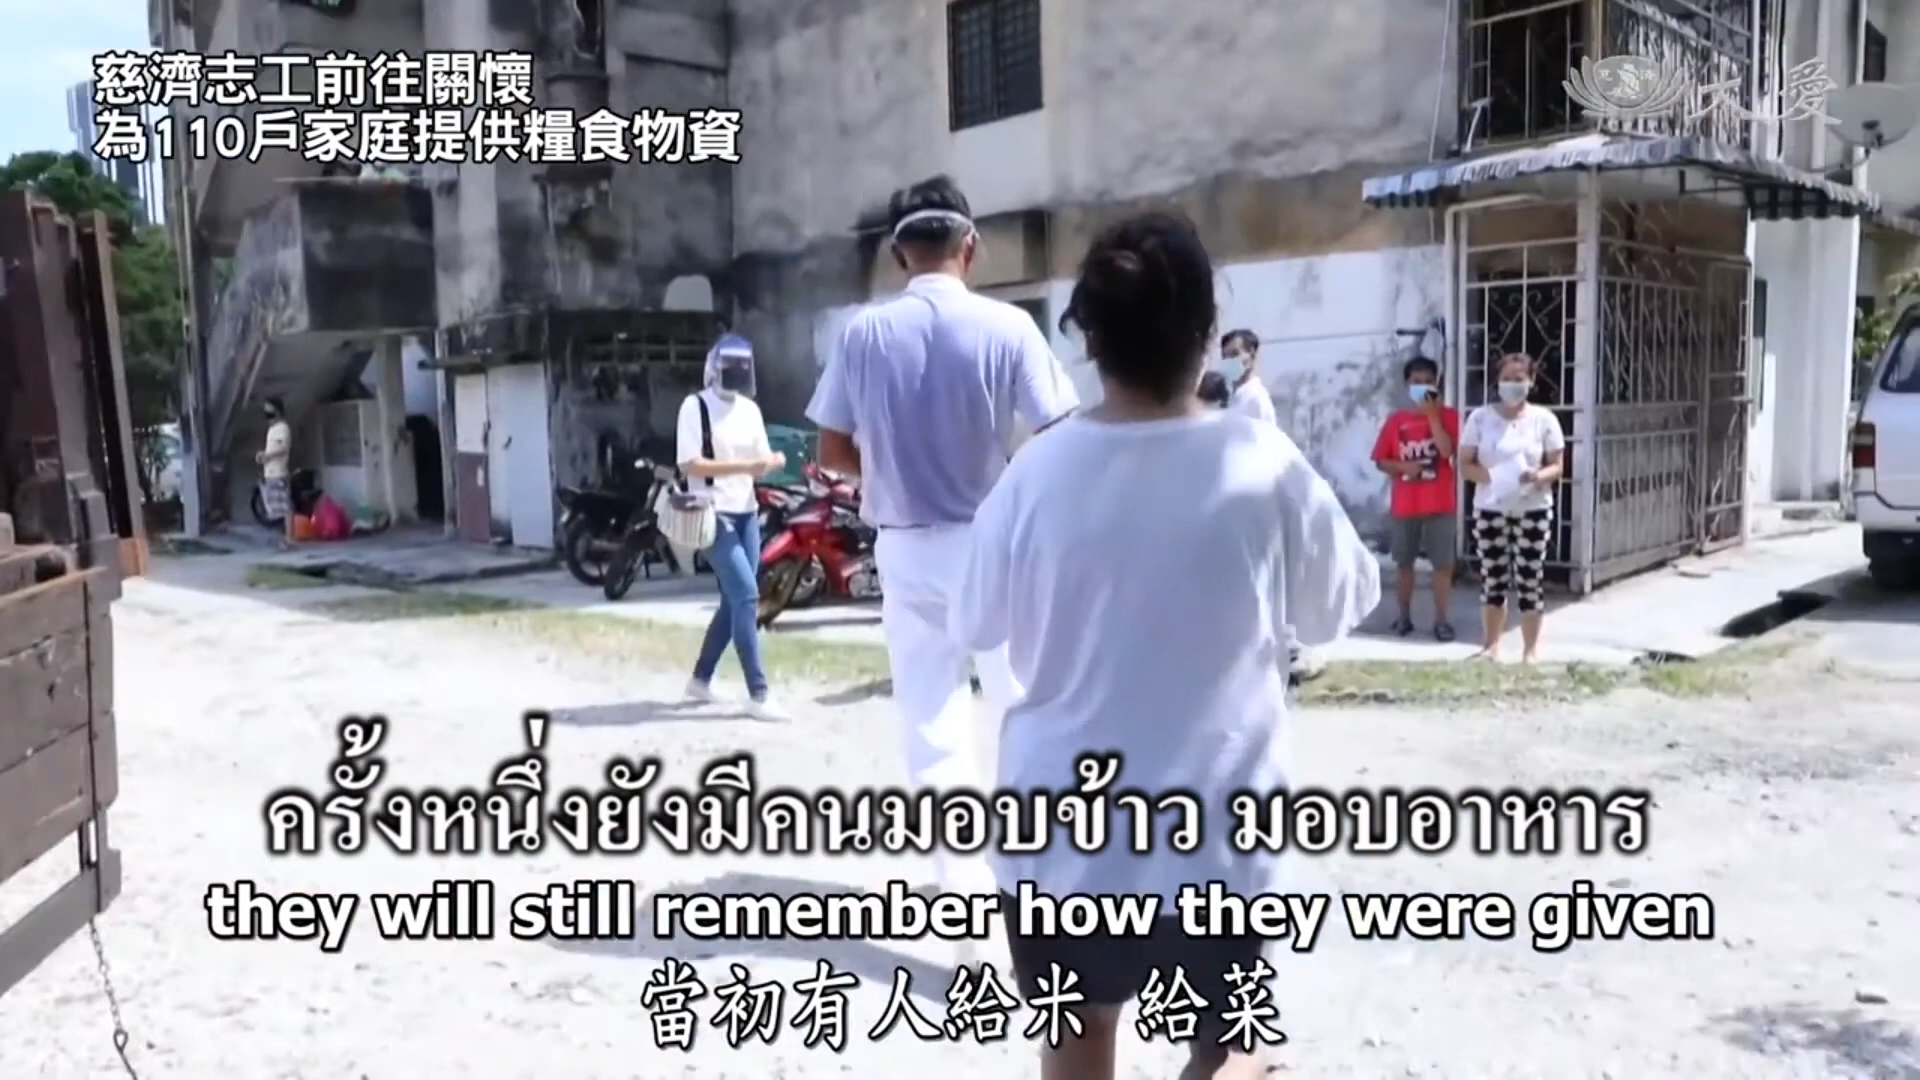 慈濟志工前往關懷
為110戶家庭提供糧食物資
大愛
NYC
ครั้งหนึ่งยังมีคนมอบข้าว มอบอาหาร
they will still remember how they were given
當初有人給米 給菜